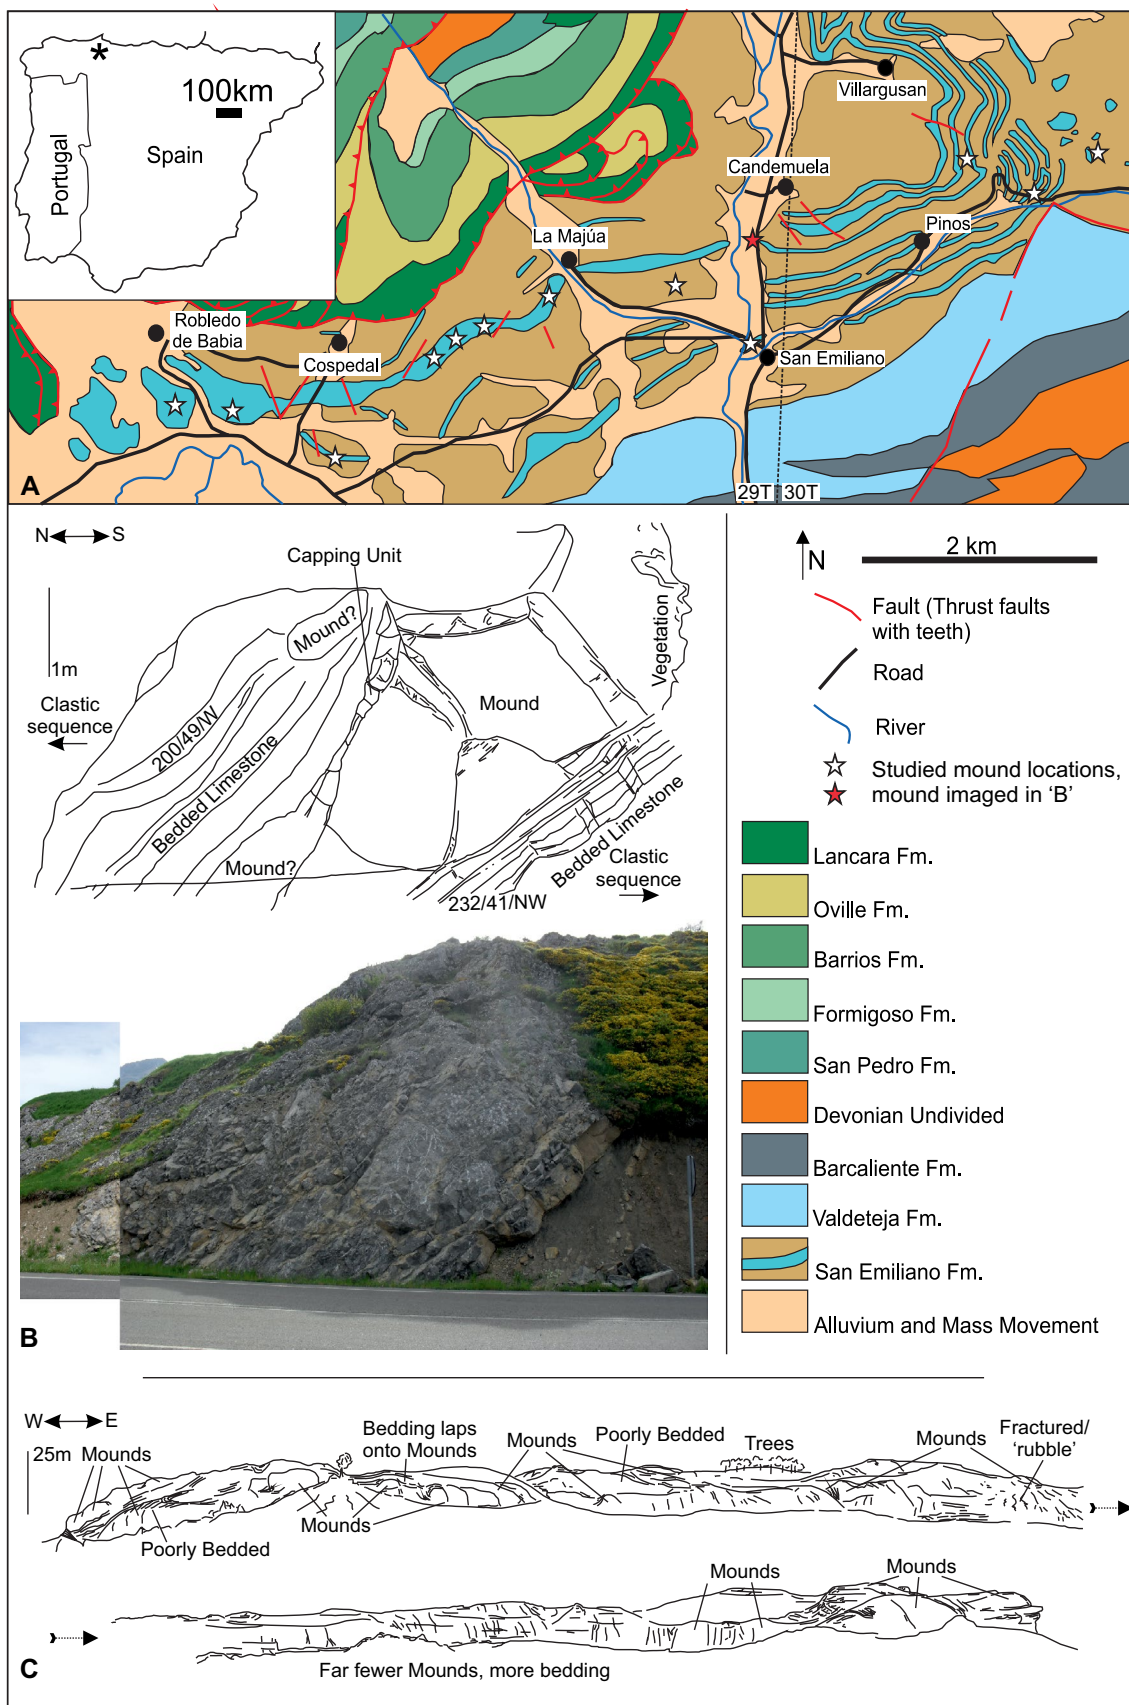 *
100km
Portugal
Spain
Villargusan
Candemuela
Pinos
La Majúa
Robledo
de Babia
Cospedal
San Emiliano
A
29T
30T
N
S
Capping Unit
Mound?
1m
Clastic
sequence
200/49/W
Bedded Limestone
Mound?
Mound
Vegetation
Bedded Limestone
Clastic
sequence
232/41/NW
B
N
2 km
Fault (Thrust faults
with teeth)
Road
River
Studied mound locations,
mound imaged in ‘B’
Lancara Fm.
Oville Fm.
Barrios Fm.
Formigoso Fm.
San Pedro Fm.
Devonian Undivided
Barcaliente Fm.
Valdeteja Fm.
San Emiliano Fm.
Alluvium and Mass Movement
W
E
25m
Mounds
Bedding laps
onto Mounds
Mounds
Poorly Bedded
Trees
Mounds
Fractured/
‘rubble’
Mounds
Poorly Bedded
Mounds
Mounds
C
Far fewer Mounds, more bedding